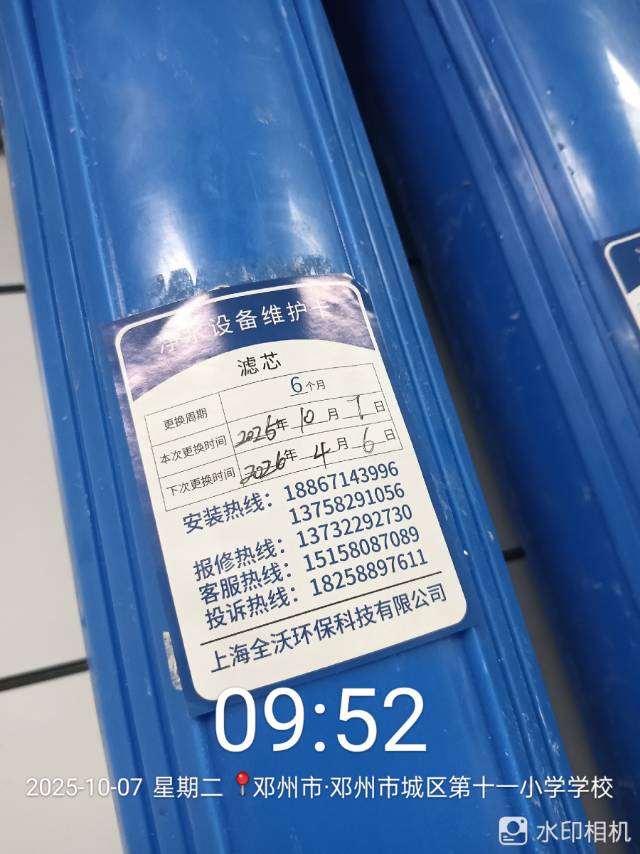 净水设备维护卡
滤芯
更换周期 6个月
本次更换时间 2026年 10月 7日
下次更换时间 2026年 4月 6日
安装热线：18867143996
13758291056
报修热线：13732292730
客服热线：15158087089
投诉热线：18258897611
上海全沃环保科技有限公司
09:52
2025-10-07 星期二 邓州市·邓州市城区第十一小学学校
水印相机